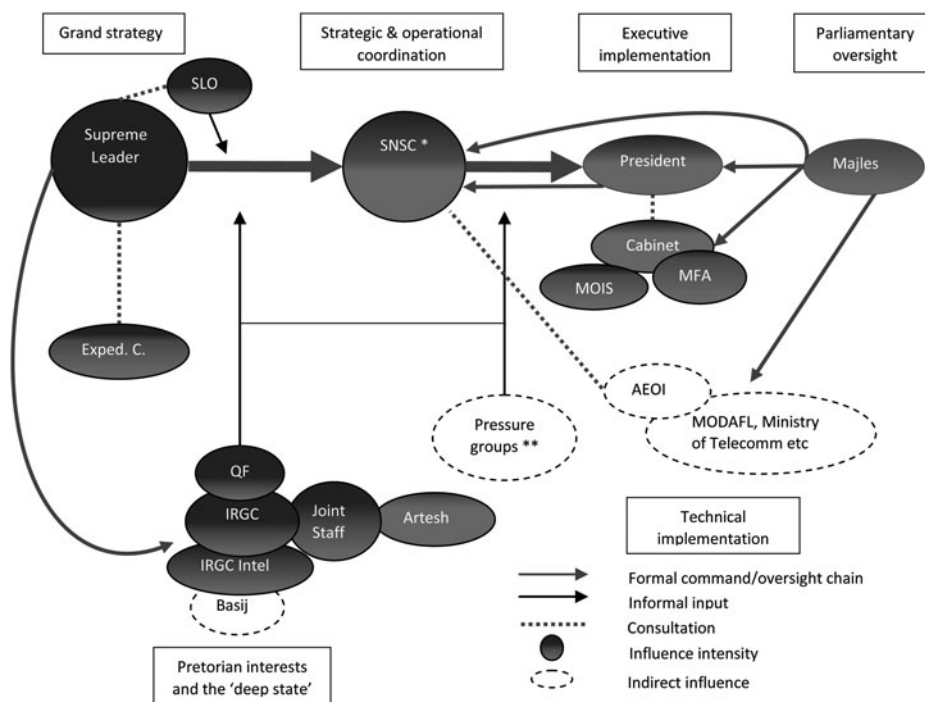 Grand strategy
Strategic & operational
coordination
Executive
implementation
Parliamentary
oversight
SLO
Supreme
Leader
SNSC *
President
Majles
Cabinet
MOIS
MFA
Exped. C.
AEOI
MODAFL, Ministry
of Telecomm etc
Pressure
groups **
QF
IRGC
Joint
Staff
Artesh
IRGC Intel
Basij
Technical
implementation
Formal command/oversight chain
Informal input
Consultation
Influence intensity
Indirect influence
Pretorian interests
and the ‘deep state’